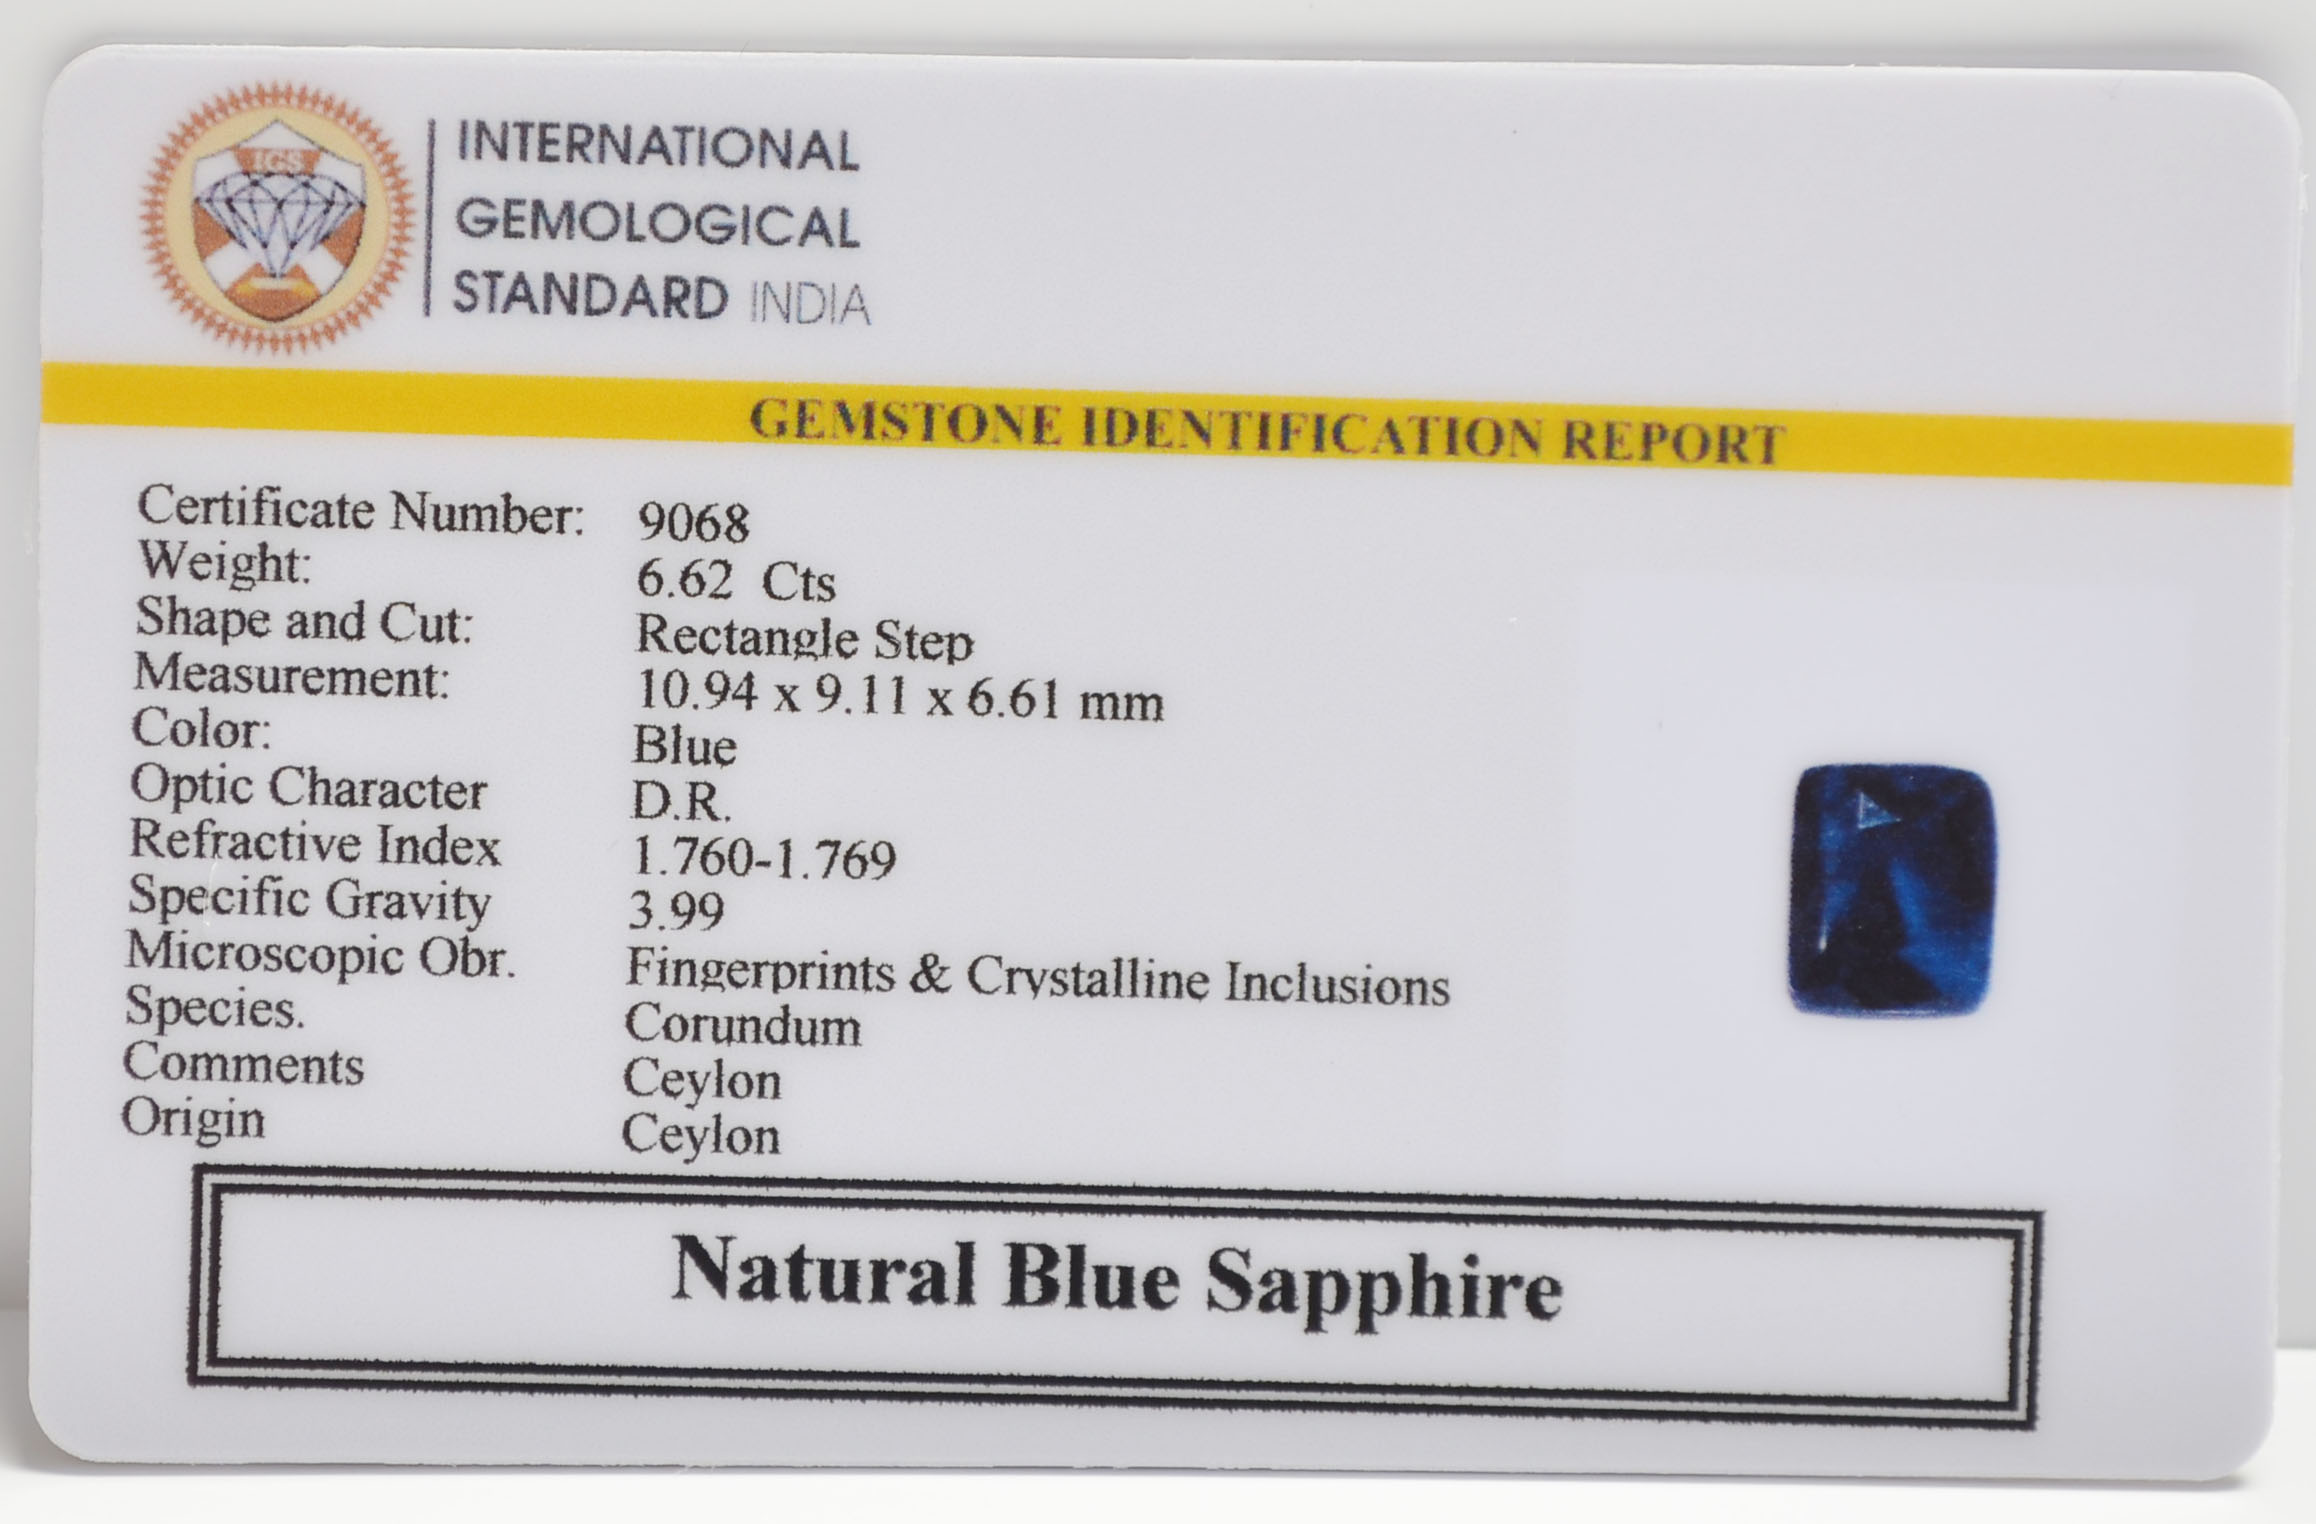 IGS
INTERNATIONAL
GEMOLOGICAL
STANDARD INDIA
GEMSTONE IDENTIFICATION REPORT
Certificate Number: 9068
Weight: 6.62 Cts
Shape and Cut: Rectangle Step
Measurement: 10.94 x 9.11 x 6.61 mm
Color: Blue
Optic Character D.R.
Refractive Index 1.760-1.769
Specific Gravity 3.99
Microscopic Obr. Fingerprints & Crystalline Inclusions
Species. Corundum
Comments Ceylon
Origin Ceylon
Natural Blue Sapphire